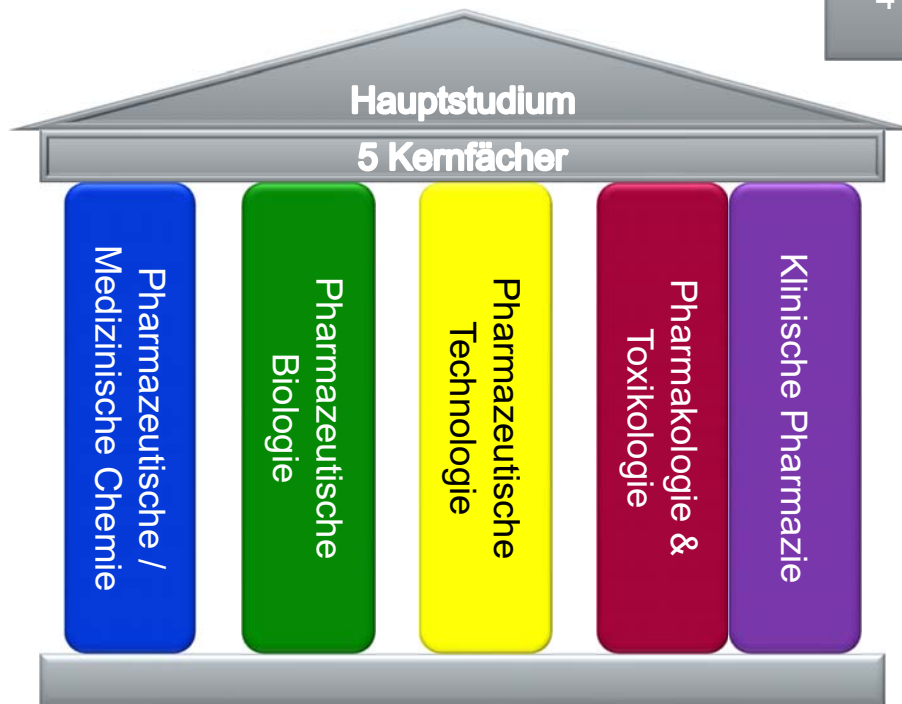 Hauptstudium
5 Kernfächer
Pharmazeutische /
Medizinische Chemie
Pharmazeutische
Biologie
Pharmazeutische
Technologie
Pharmakologie &
Toxikologie
Klinische Pharmazie